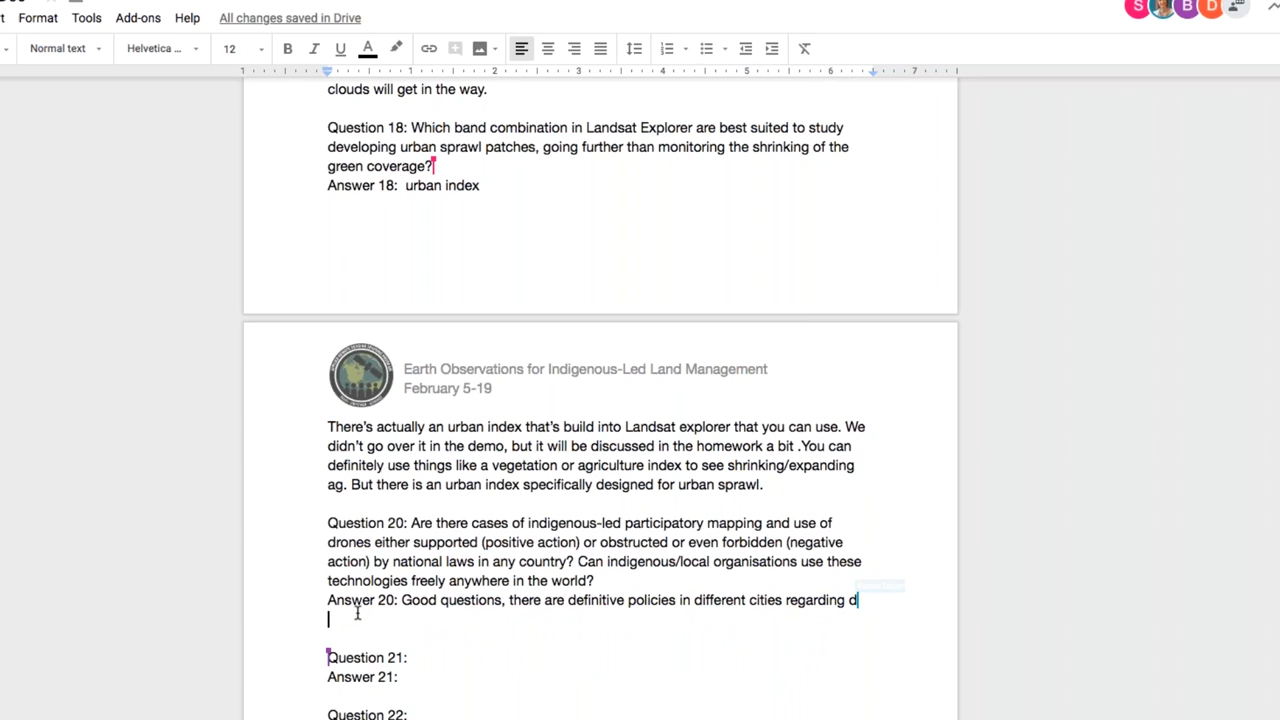 t Format Tools Add-ons Help All changes saved in Drive
S B D
Normal text Helvetica ... 12
1 1 2 3 4 5 6 7
clouds will get in the way.
Question 18: Which band combination in Landsat Explorer are best suited to study
developing urban sprawl patches, going further than monitoring the shrinking of the
green coverage?
Answer 18:  urban index
Earth Observations for Indigenous-Led Land Management
February 5-19
There's actually an urban index that's build into Landsat explorer that you can use. We
didn't go over it in the demo, but it will be discussed in the homework a bit .You can
definitely use things like a vegetation or agriculture index to see shrinking/expanding
ag. But there is an urban index specifically designed for urban sprawl.
Question 20: Are there cases of indigenous-led participatory mapping and use of
drones either supported (positive action) or obstructed or even forbidden (negative
action) by national laws in any country? Can indigenous/local organisations use these
technologies freely anywhere in the world?
Answer 20: Good questions, there are definitive policies in different cities regarding d
Question 21:
Answer 21:
Question 22: